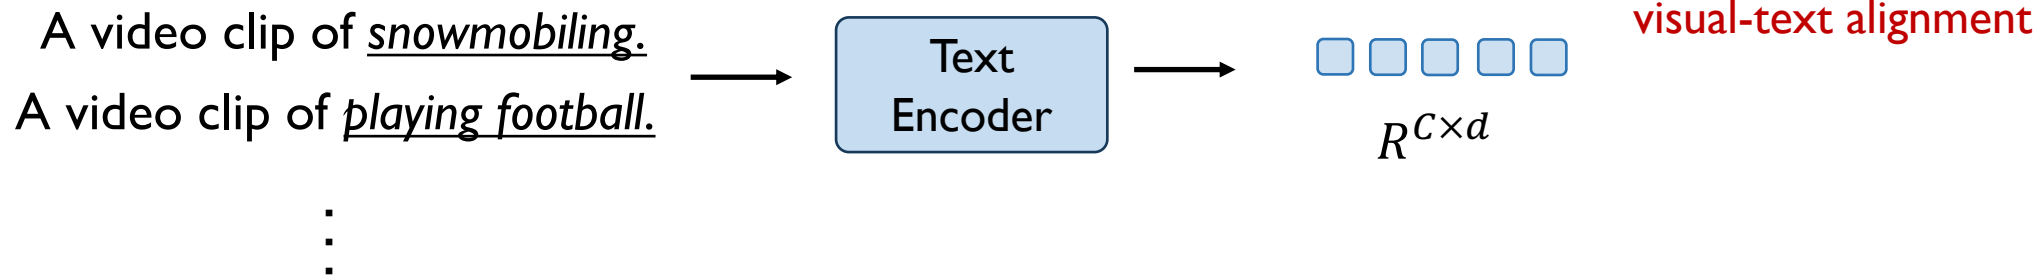 A video clip of snowmobiling.
A video clip of playing football.
Text
Encoder
R^{C×d}
visual-text alignment